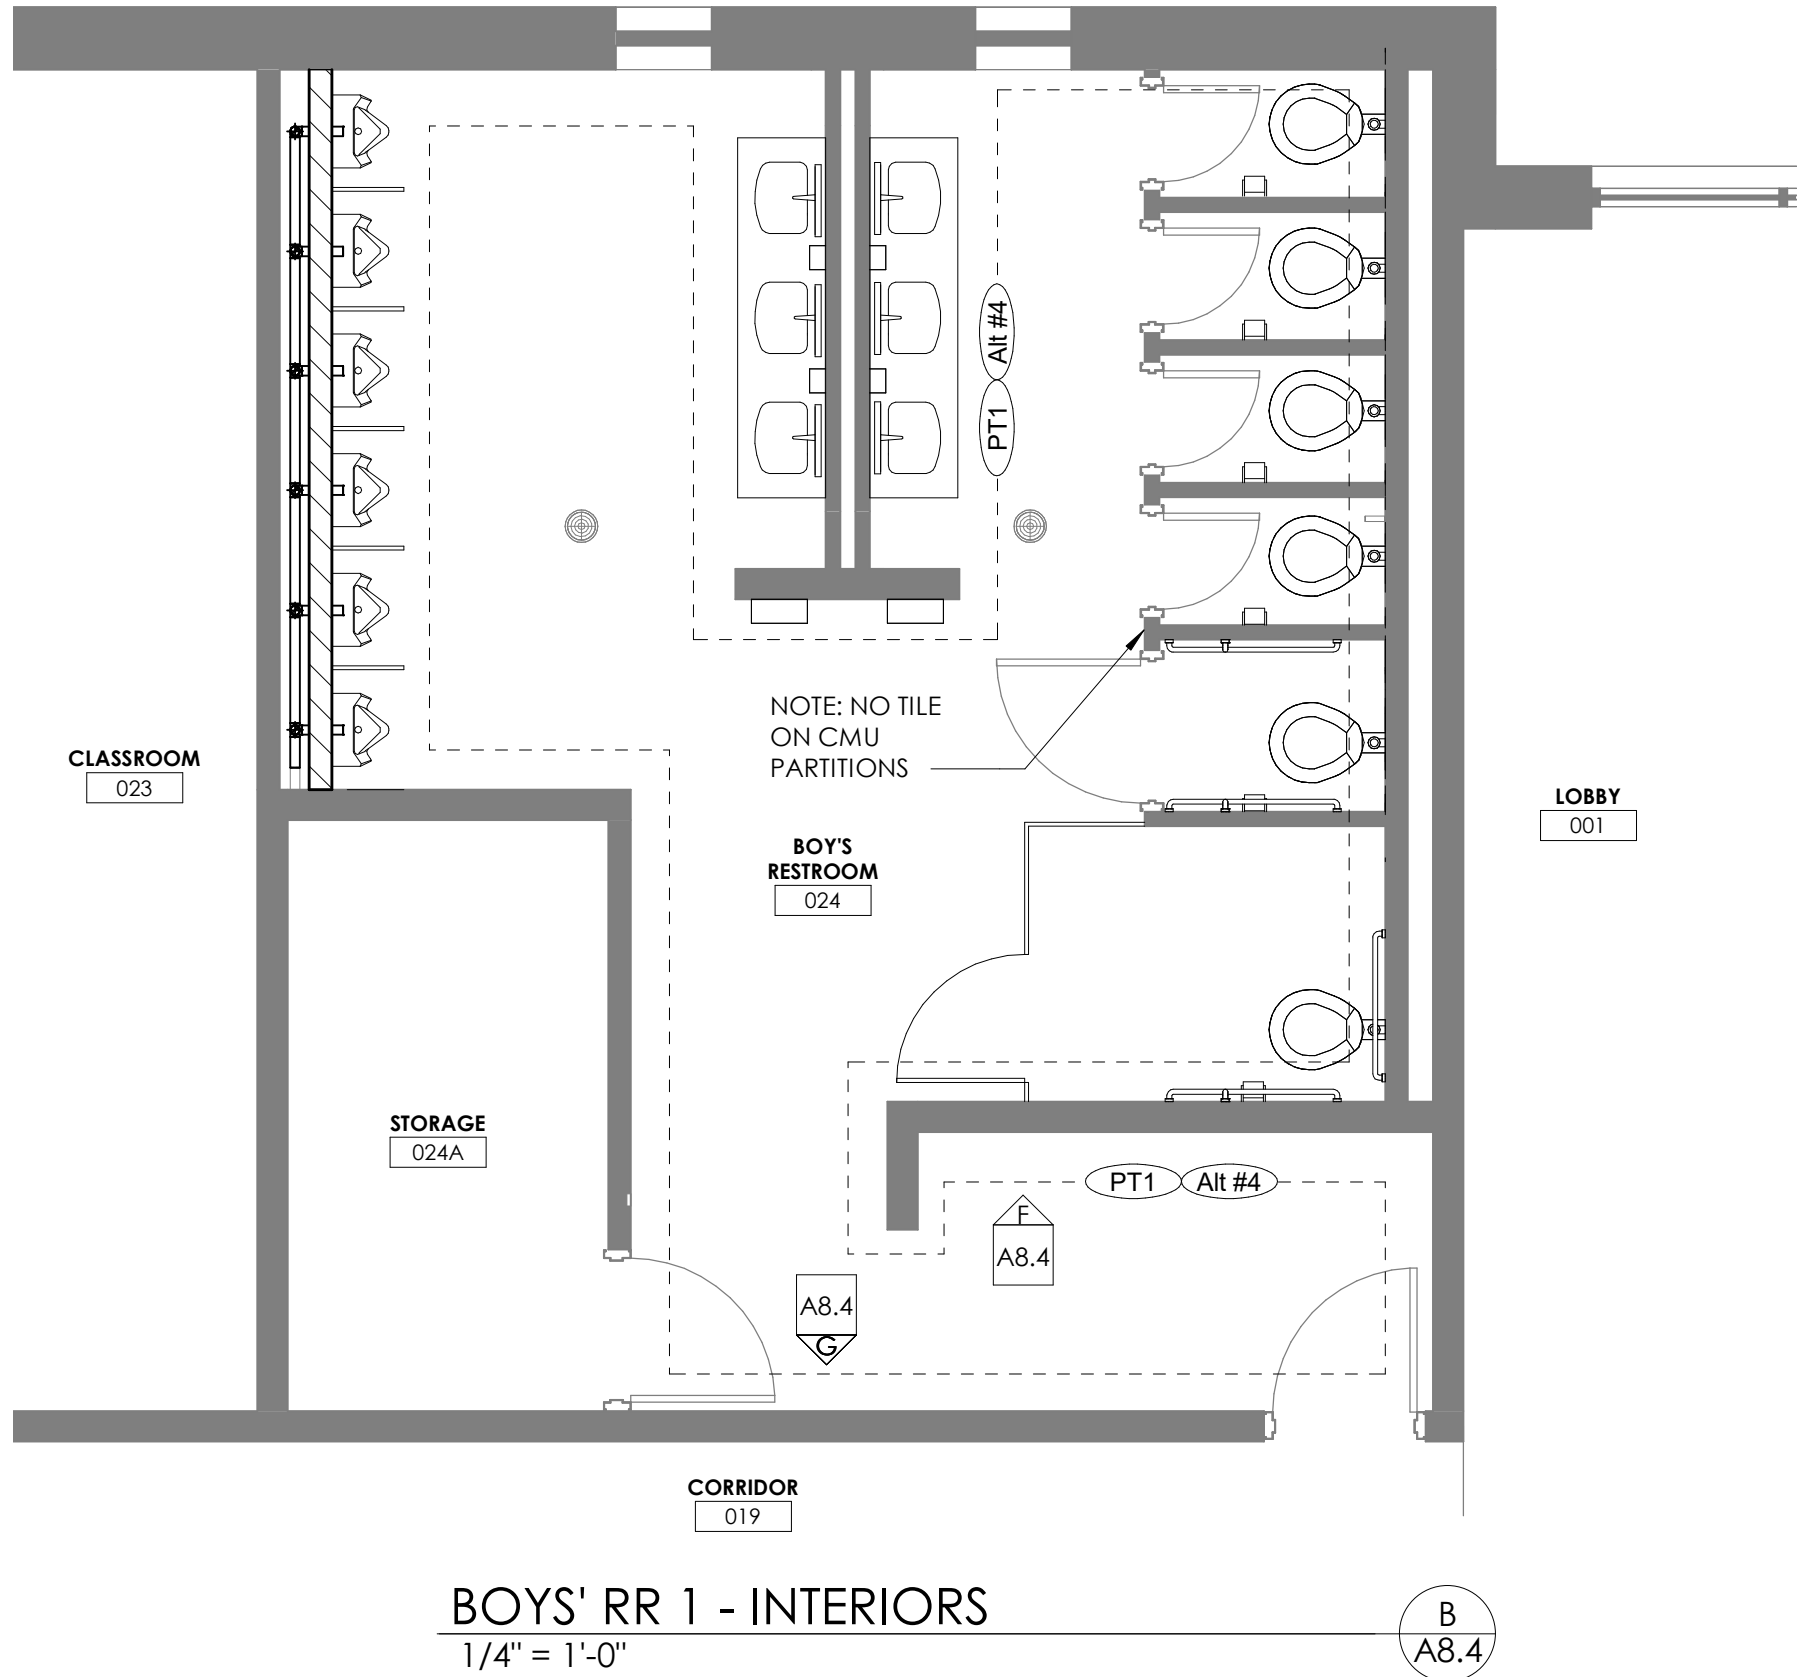 Alt #4
PT1
NOTE: NO TILE
ON CMU
PARTITIONS
CLASSROOM
023
LOBBY
001
BOY'S
RESTROOM
024
STORAGE
024A
PT1 Alt #4
F
A8.4
A8.4
G
CORRIDOR
019
BOYS' RR 1 - INTERIORS
1/4" = 1'-0"
B
A8.4